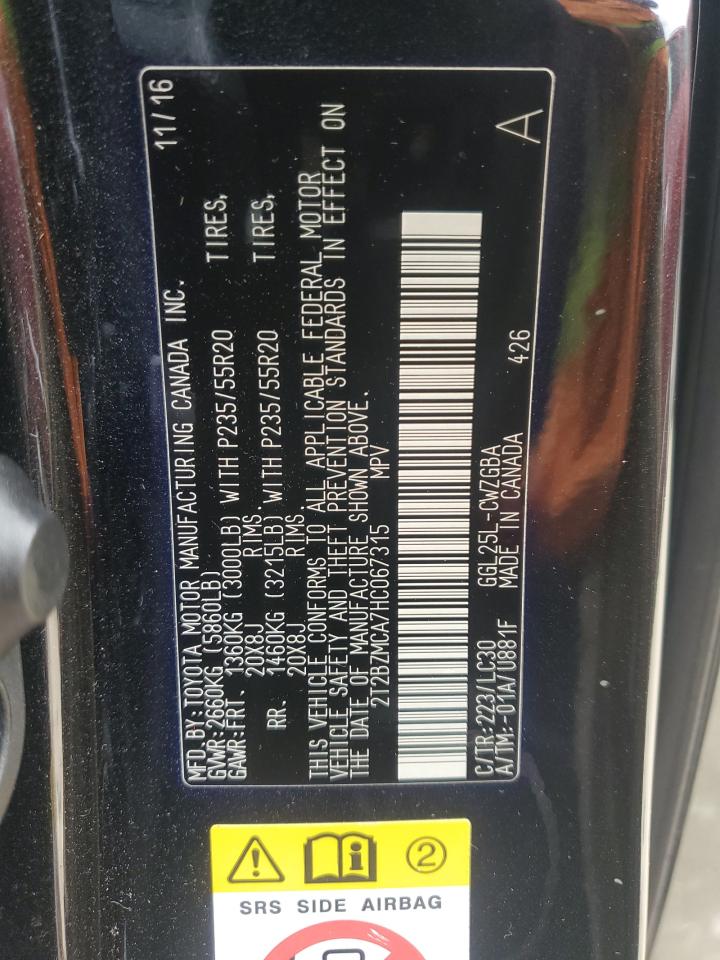 MFD.BY:TOYOTA MOTOR MANUFACTURING CANADA INC. 11/16
GVWR:2660KG (5860LB)
GAWR:FRT. 1360KG (3000LB) WITH P235/55R20 TIRES,
20X8J RIMS.
RR. 1460KG (3215LB) WITH P235/55R20 TIRES,
20X8J RIMS.
THIS VEHICLE CONFORMS TO ALL APPLICABLE FEDERAL MOTOR
VEHICLE SAFETY AND THEFT PREVENTION STANDARDS IN EFFECT ON
THE DATE OF MANUFACTURE SHOWN ABOVE.
2T2BZMCA7HC067315 MPV
C/TR:223/LC30 GGL25L-CWZGBA A
A/TM:-01A/U881F MADE IN CANADA 426
2
SRS SIDE AIRBAG